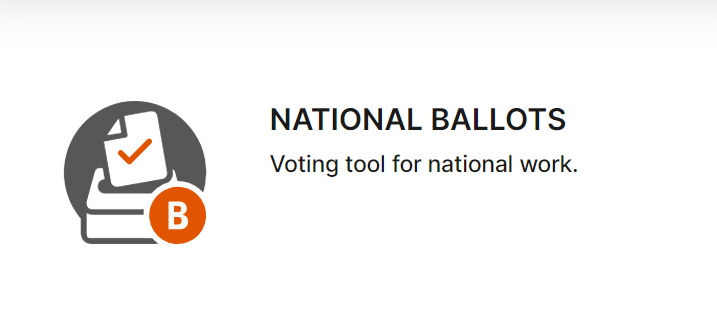 NATIONAL BALLOTS
Voting tool for national work.
B